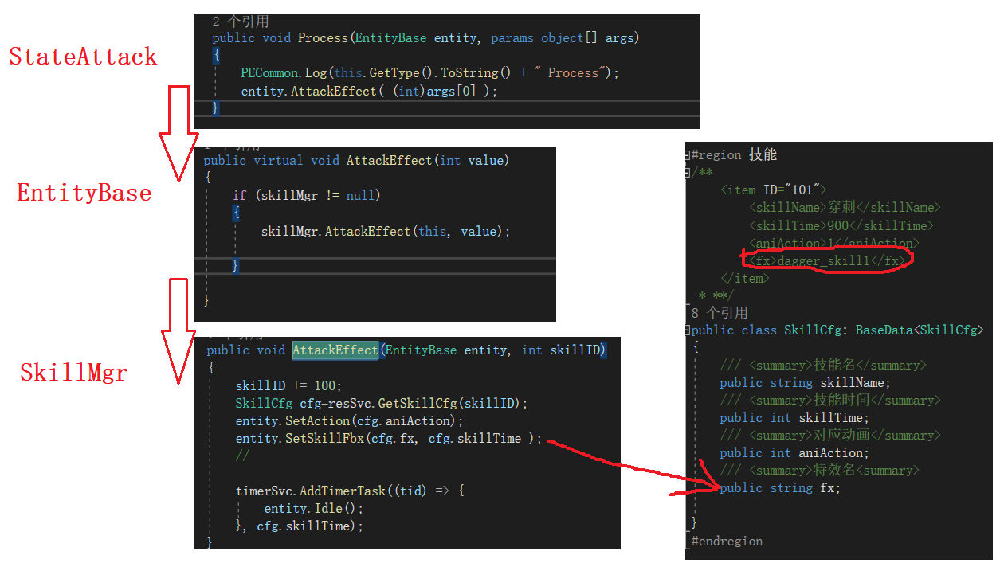 StateAttack
2 个引用
public void Process(EntityBase entity, params object[] args)
{
PECommon.Log(this.GetType().ToString() + " Process");
entity.AttackEffect( (int)args[0] );
}
EntityBase
public virtual void AttackEffect(int value)
{
if (skillMgr != null)
{
skillMgr.AttackEffect(this, value);
}
}
SkillMgr
public void AttackEffect(EntityBase entity, int skillID)
{
skillID += 100;
SkillCfg cfg=resSvc.GetSkillCfg(skillID);
entity.SetAction(cfg.aniAction);
entity.SetSkillFbx(cfg.fx, cfg.skillTime );
//
timerSvc.AddTimerTask((tid) => {
entity.Idle();
}, cfg.skillTime);
}
#region 技能
/**
<item ID="101">
<skillName>穿刺</skillName>
<skillTime>900</skillTime>
<aniAction>1</aniAction>
<fx>dagger_skill1</fx>
</item>
* **/
8 个引用
public class SkillCfg: BaseData<SkillCfg>
{
/// <summary>技能名</summary>
public string skillName;
/// <summary>技能时间</summary>
public int skillTime;
/// <summary>对应动画</summary>
public int aniAction;
/// <summary>特效名<summary>
public string fx;
}
#endregion